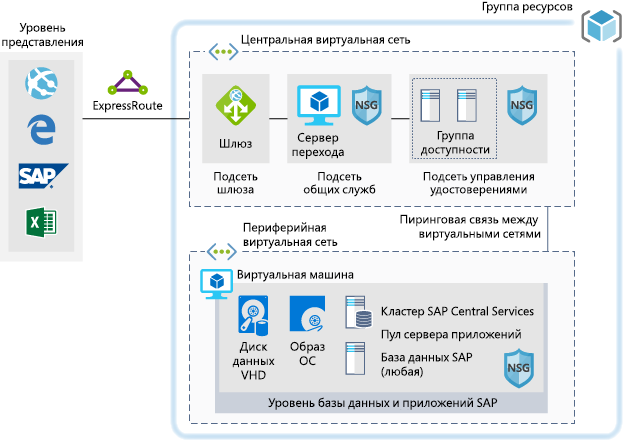 Группа ресурсов
Уровень
представления
SAP
ExpressRoute
Центральная виртуальная сеть
Шлюз
Сервер
перехода
NSG
Группа
доступности
NSG
Подсеть
шлюза
Подсеть
общих служб
Подсеть управления
удостоверениями
Пиринговая связь между
виртуальными сетями
Периферийная
виртуальная сеть
Виртуальная машина
Диск
данных
VHD
Образ
ОС
Кластер SAP Central Services
Пул сервера приложений
База данных SAP
(любая)
NSG
Уровень базы данных и приложений SAP